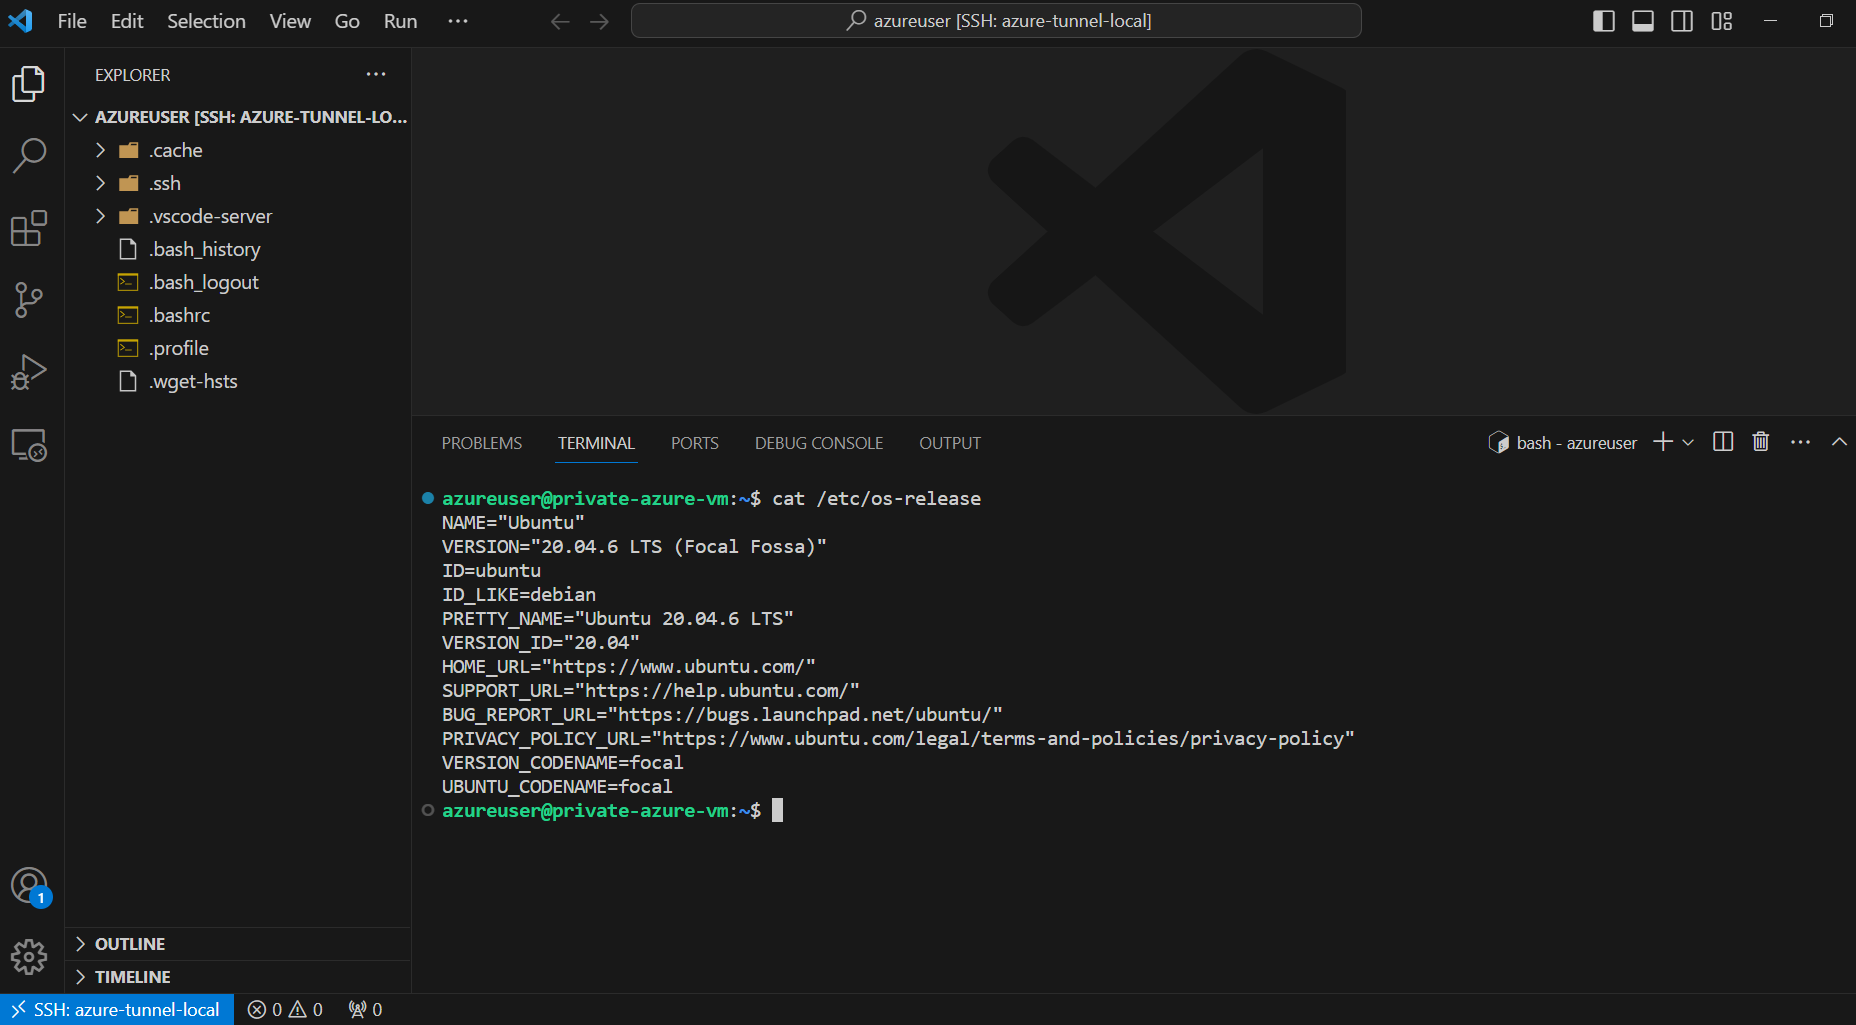 File Edit Selection View Go Run ···
azureuser [SSH: azure-tunnel-local]
EXPLORER
AZUREUSER [SSH: AZURE-TUNNEL-LO...
.cache
.ssh
.vscode-server
.bash_history
.bash_logout
.bashrc
.profile
.wget-hsts
OUTLINE
TIMELINE
PROBLEMS TERMINAL PORTS DEBUG CONSOLE OUTPUT
bash - azureuser
azureuser@private-azure-vm:~$ cat /etc/os-release
NAME="Ubuntu"
VERSION="20.04.6 LTS (Focal Fossa)"
ID=ubuntu
ID_LIKE=debian
PRETTY_NAME="Ubuntu 20.04.6 LTS"
VERSION_ID="20.04"
HOME_URL="https://www.ubuntu.com/"
SUPPORT_URL="https://help.ubuntu.com/"
BUG_REPORT_URL="https://bugs.launchpad.net/ubuntu/"
PRIVACY_POLICY_URL="https://www.ubuntu.com/legal/terms-and-policies/privacy-policy"
VERSION_CODENAME=focal
UBUNTU_CODENAME=focal
azureuser@private-azure-vm:~$
1
SSH: azure-tunnel-local 0 0 0